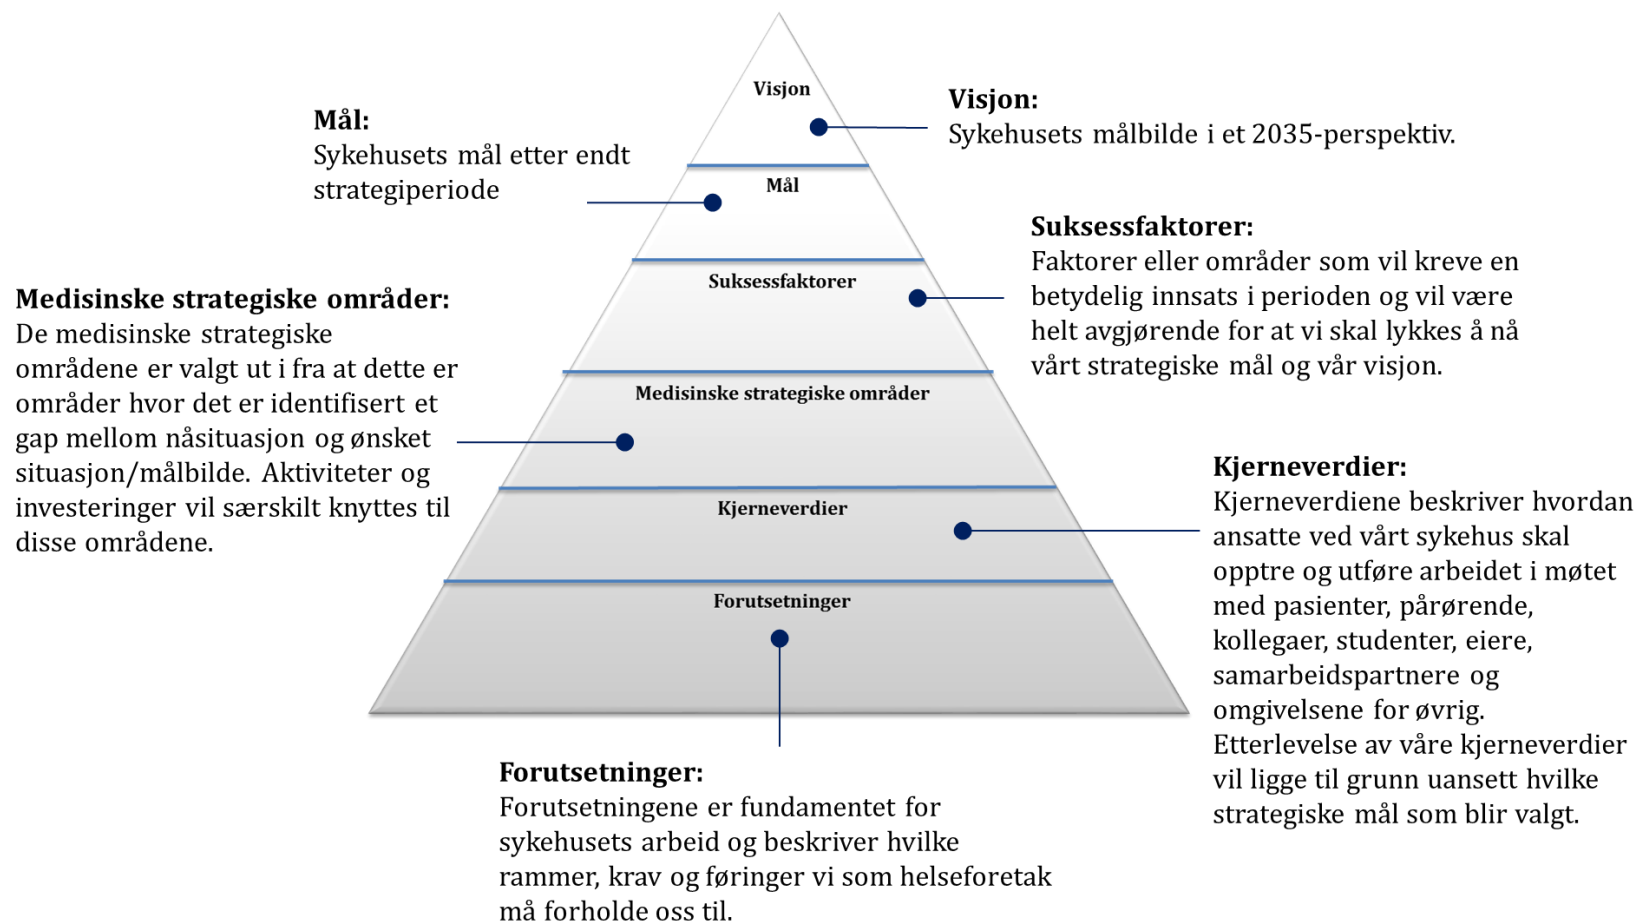 Visjon
Mål
Suksessfaktorer
Medisinske strategiske områder
Kjerneverdier
Forutsetninger
Visjon:
Sykehusets målbilde i et 2035-perspektiv.
Mål:
Sykehusets mål etter endt
strategiperiode
Suksessfaktorer:
Faktorer eller områder som vil kreve en
betydelig innsats i perioden og vil være
helt avgjørende for at vi skal lykkes å nå
vårt strategiske mål og vår visjon.
Medisinske strategiske områder:
De medisinske strategiske
områdene er valgt ut i fra at dette er
områder hvor det er identifisert et
gap mellom nåsituasjon og ønsket
situasjon/målbilde. Aktiviteter og
investeringer vil særskilt knyttes til
disse områdene.
Kjerneverdier:
Kjerneverdiene beskriver hvordan
ansatte ved vårt sykehus skal
opptre og utføre arbeidet i møtet
med pasienter, pårørende,
kollegaer, studenter, eiere,
samarbeidspartnere og
omgivelsene for øvrig.
Etterlevelse av våre kjerneverdier
vil ligge til grunn uansett hvilke
strategiske mål som blir valgt.
Forutsetninger:
Forutsetningene er fundamentet for
sykehusets arbeid og beskriver hvilke
rammer, krav og føringer vi som helseforetak
må forholde oss til.